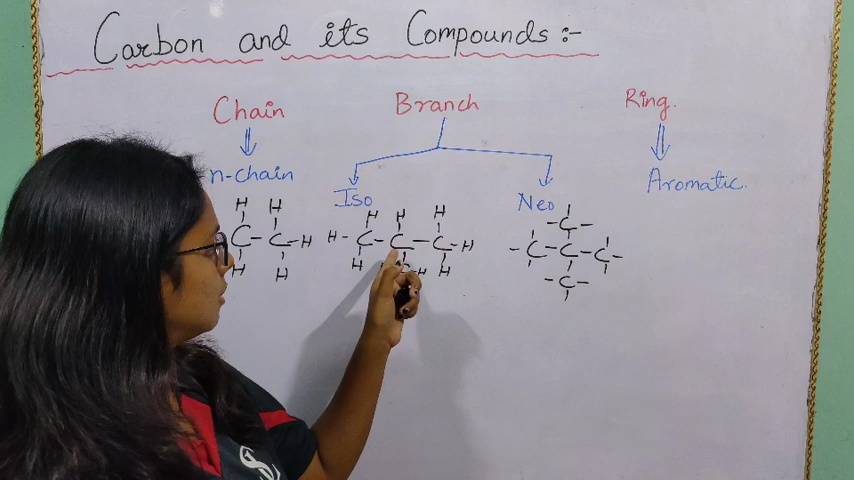 Carbon and its Compounds:-
Chain Branch Ring.
n-chain Iso Neo Aromatic.
H H H H H
C-C-H H-C-C-C-H -C-C-C-
H H H H
C
C-H
-C-